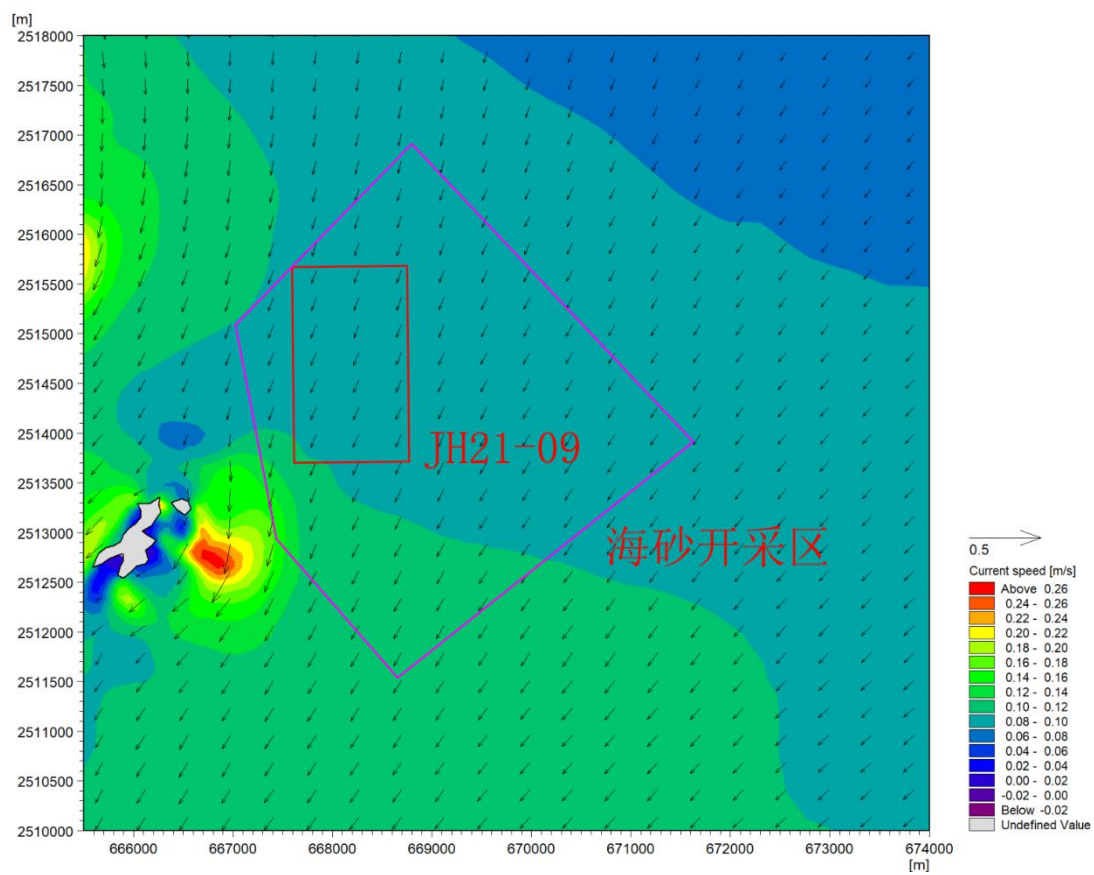 [m]
2518000
2517500
2517000
2516500
2516000
2515500
2515000
2514500
2514000
2513500
2513000
2512500
2512000
2511500
2511000
2510500
2510000
JH21-09
海砂开采区
666000 667000 668000 669000 670000 671000 672000 673000 674000
[m]
0.5
Current speed [m/s]
Above 0.26
0.24 - 0.26
0.22 - 0.24
0.20 - 0.22
0.18 - 0.20
0.16 - 0.18
0.14 - 0.16
0.12 - 0.14
0.10 - 0.12
0.08 - 0.10
0.06 - 0.08
0.04 - 0.06
0.02 - 0.04
0.00 - 0.02
-0.02 - 0.00
Below -0.02
Undefined Value